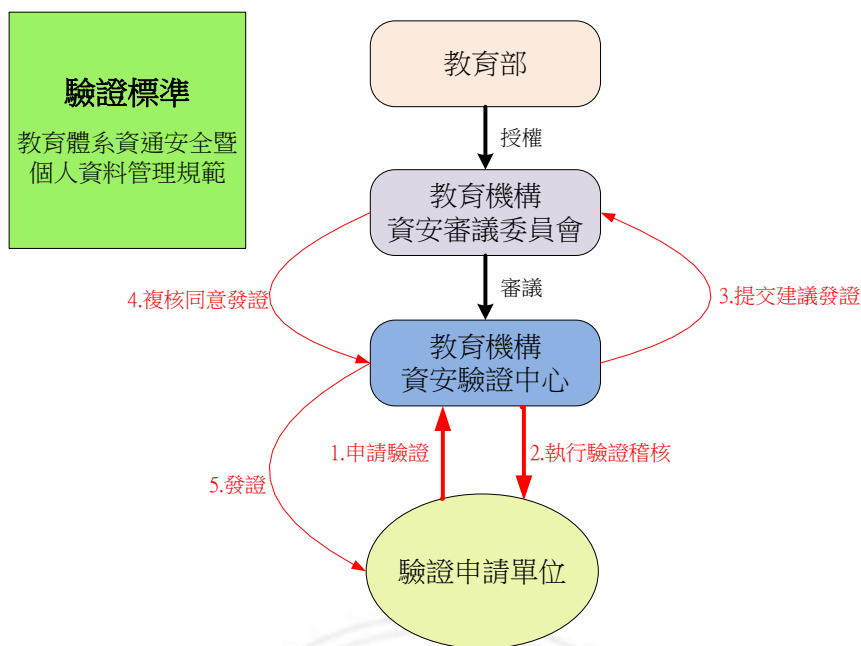 驗證標準
教育體系資通安全暨
個人資料管理規範
教育部
授權
教育機構
資安審議委員會
4.複核同意發證
審議
3.提交建議發證
教育機構
資安驗證中心
1.申請驗證
2.執行驗證稽核
5.發證
驗證申請單位